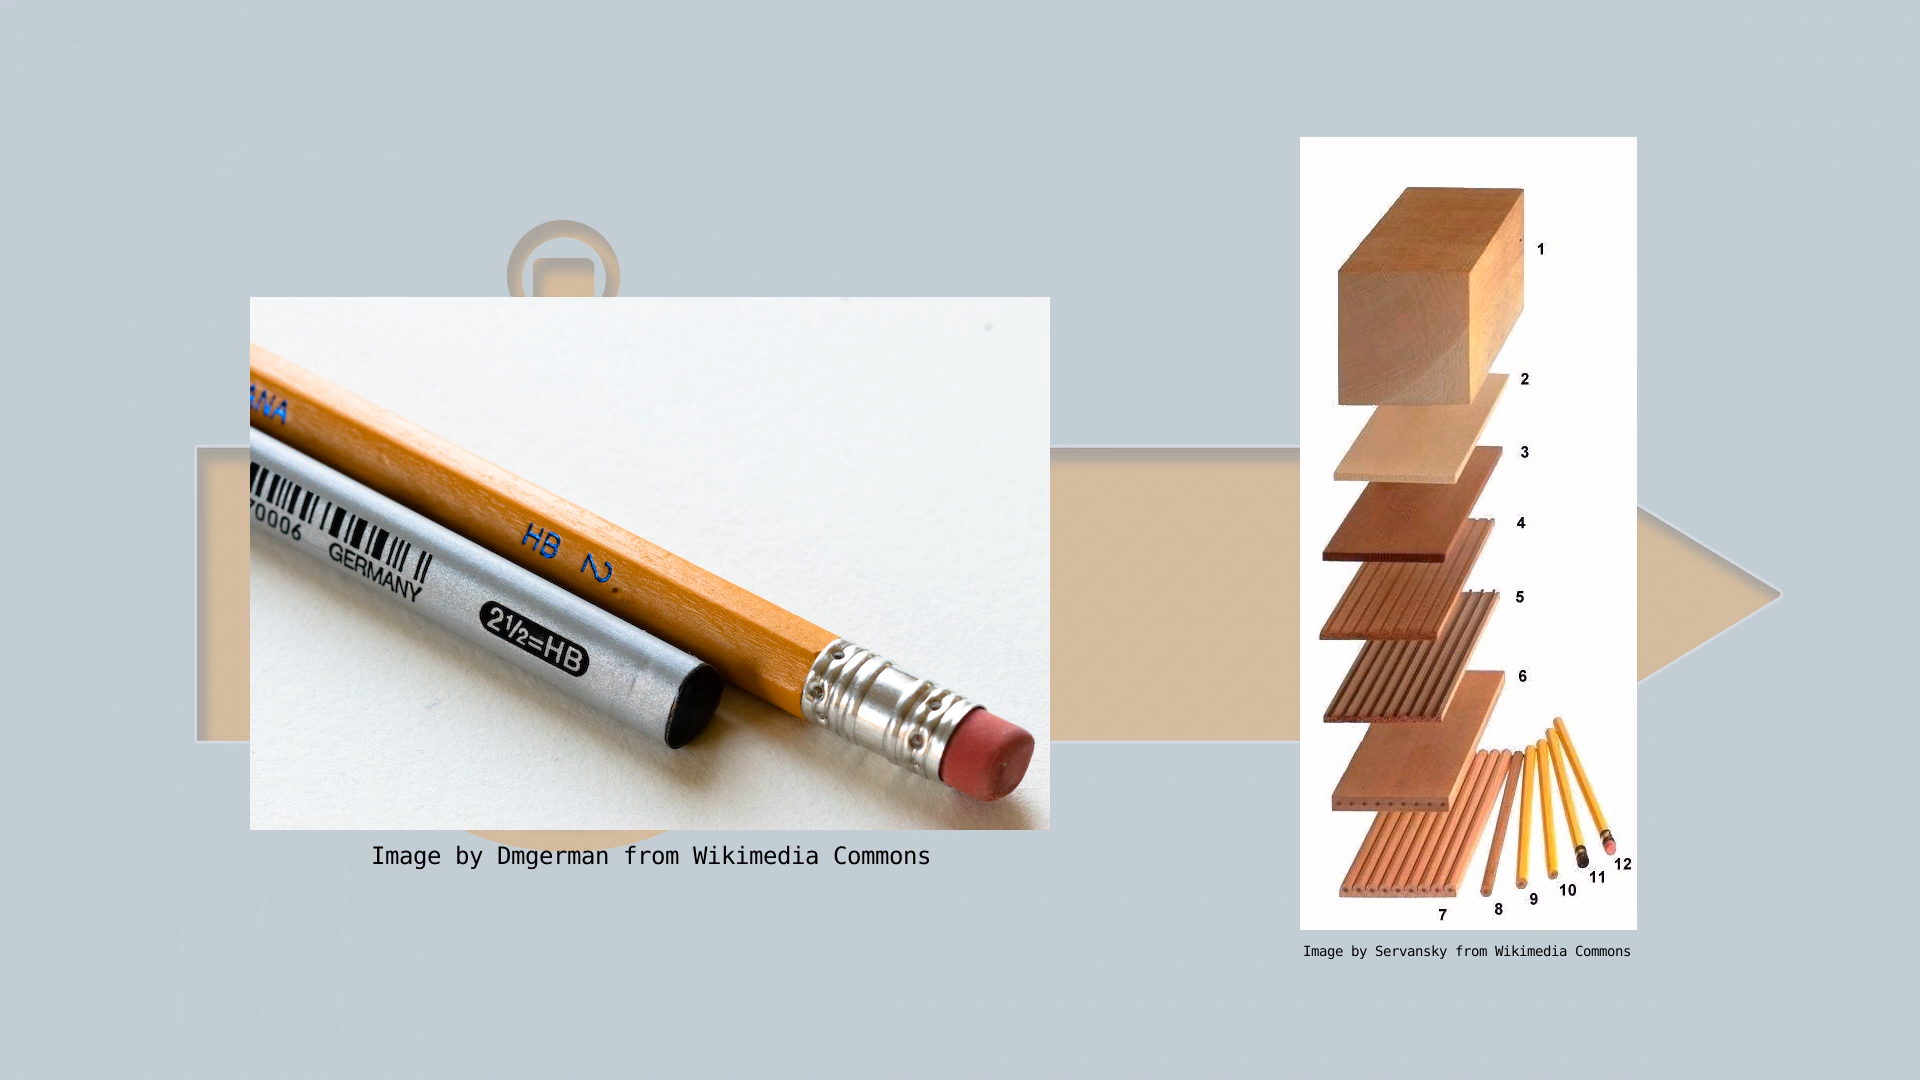 ANA
HB 2
70006
GERMANY
2½=HB
Image by Dmgerman from Wikimedia Commons
1
2
3
4
5
6
7
8
9
10
11
12
Image by Servansky from Wikimedia Commons